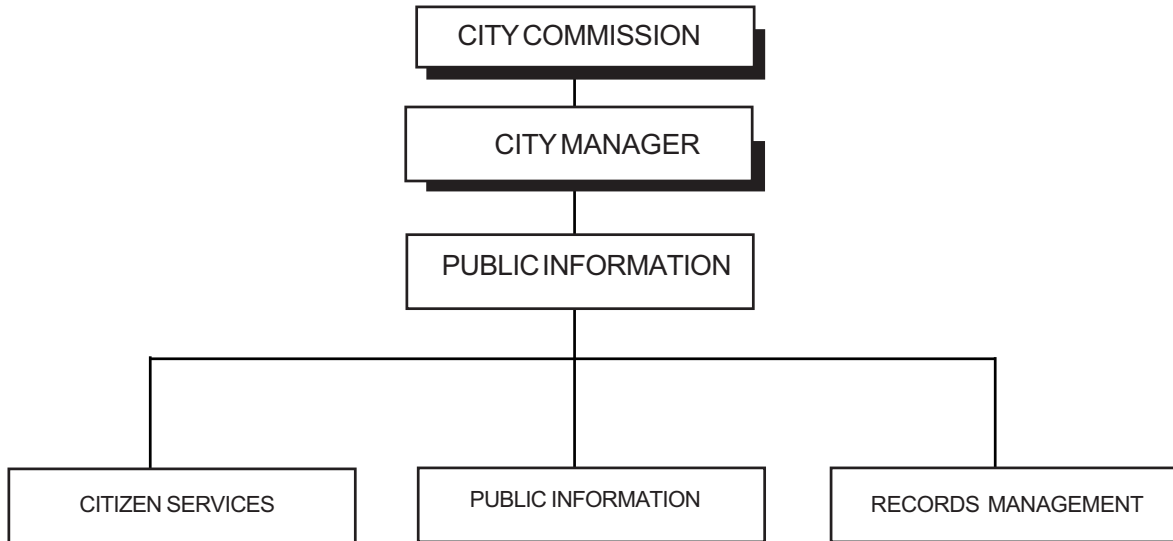 CITY COMMISSION
CITY MANAGER
PUBLIC INFORMATION
CITIZEN SERVICES
PUBLIC INFORMATION
RECORDS MANAGEMENT